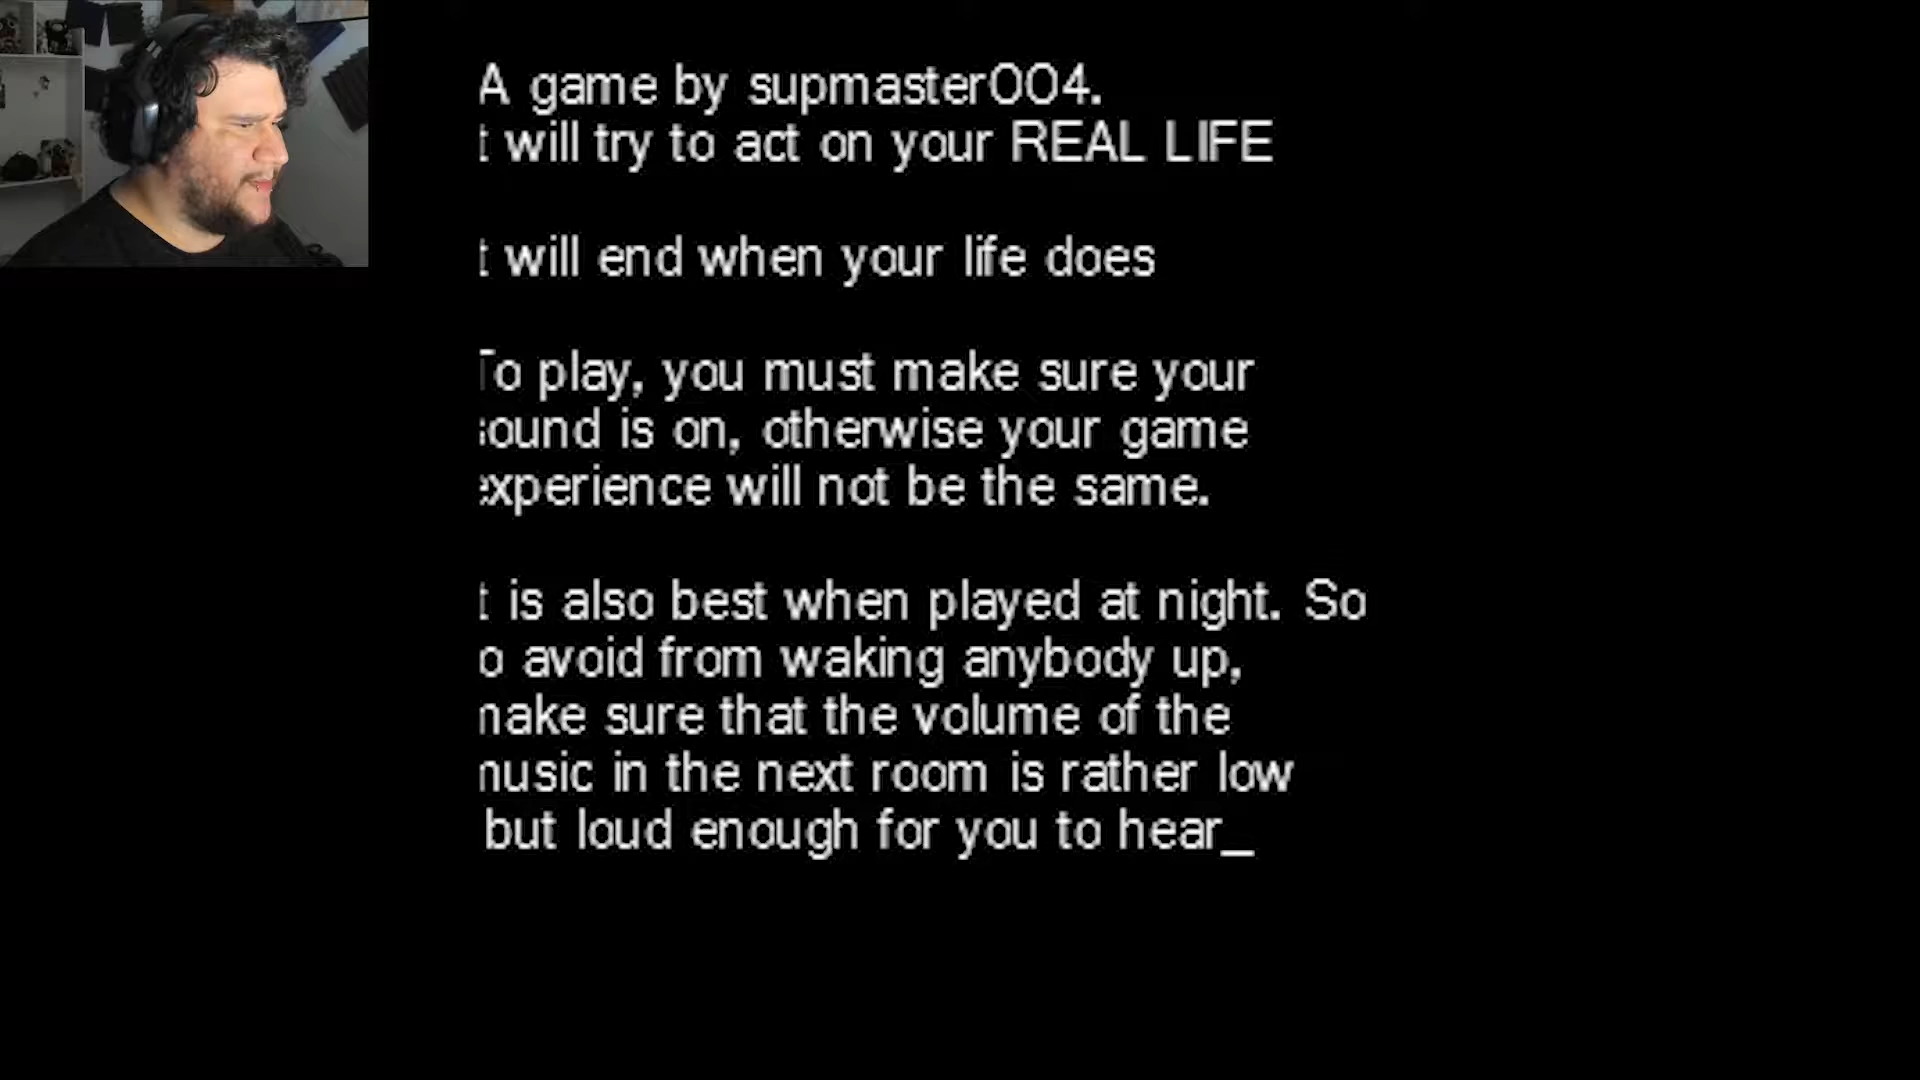 A game by supmaster004.
t will try to act on your REAL LIFE
t will end when your life does
To play, you must make sure your
sound is on, otherwise your game
experience will not be the same.
t is also best when played at night. So
o avoid from waking anybody up,
make sure that the volume of the
music in the next room is rather low
but loud enough for you to hear_